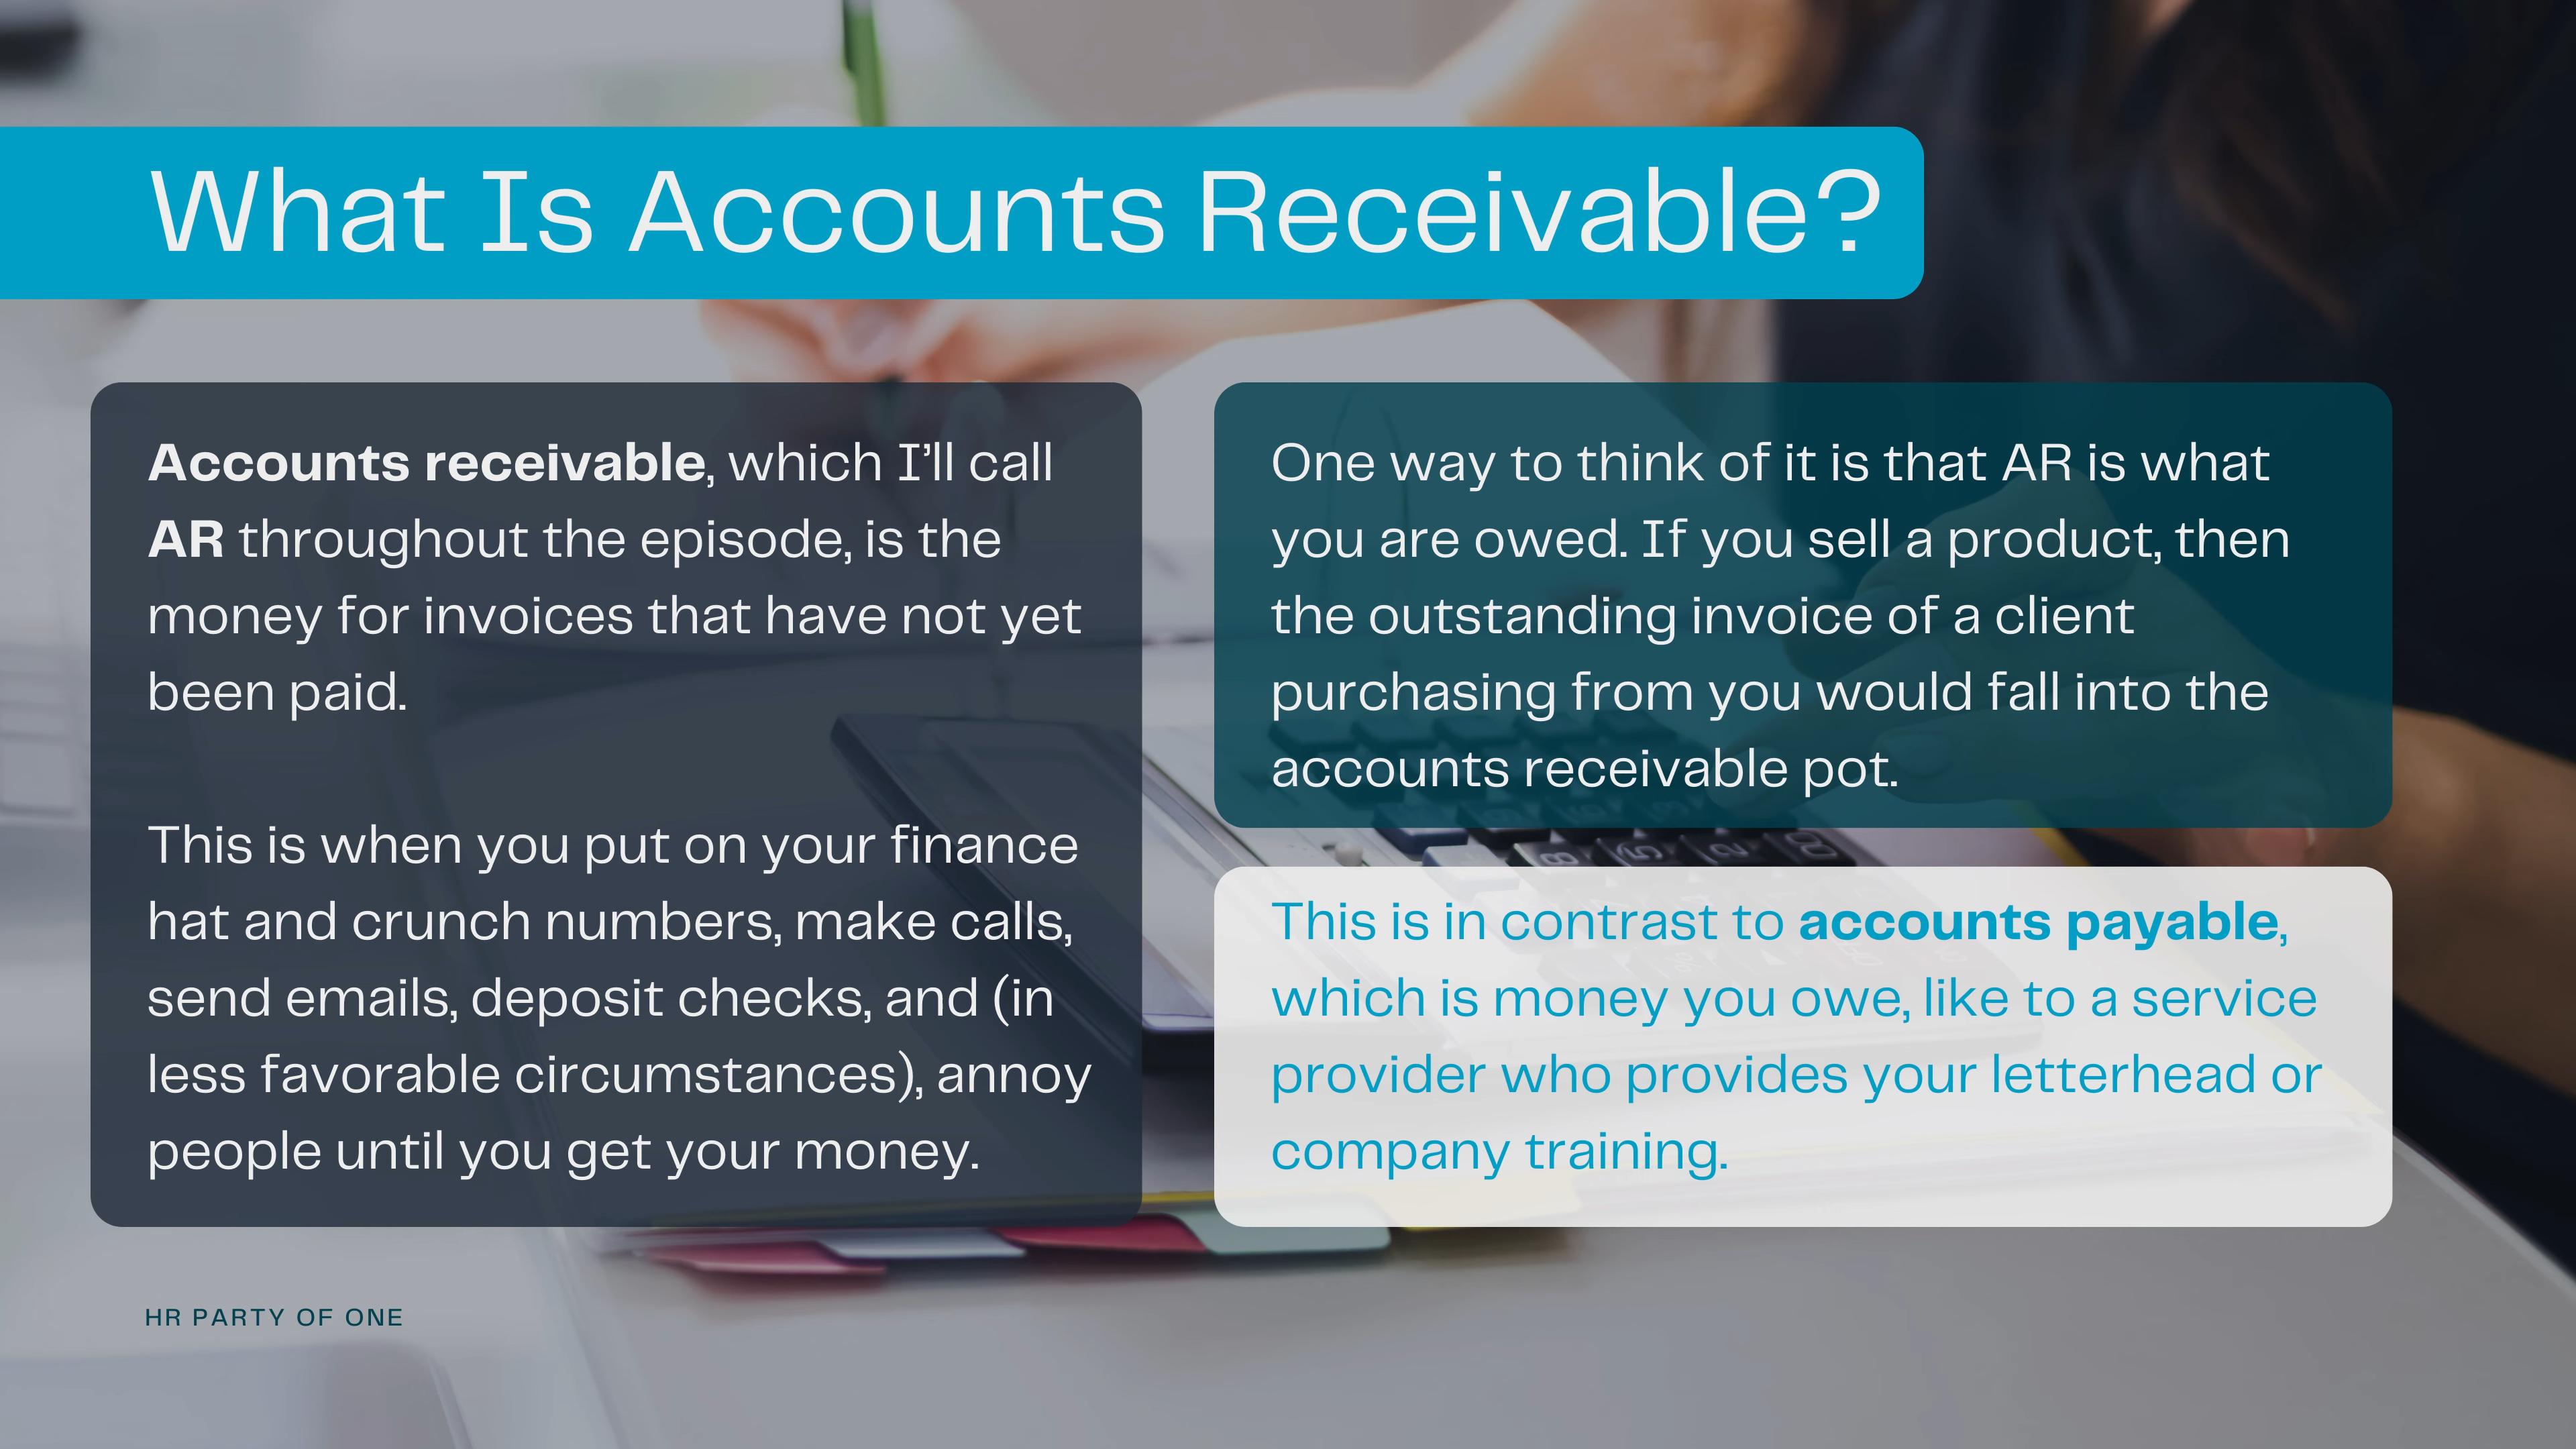 What Is Accounts Receivable?
Accounts receivable, which I’ll call
AR throughout the episode, is the
money for invoices that have not yet
been paid.
This is when you put on your finance
hat and crunch numbers, make calls,
send emails, deposit checks, and (in
less favorable circumstances), annoy
people until you get your money.
One way to think of it is that AR is what
you are owed. If you sell a product, then
the outstanding invoice of a client
purchasing from you would fall into the
accounts receivable pot.
This is in contrast to accounts payable,
which is money you owe, like to a service
provider who provides your letterhead or
company training.
HR PARTY OF ONE